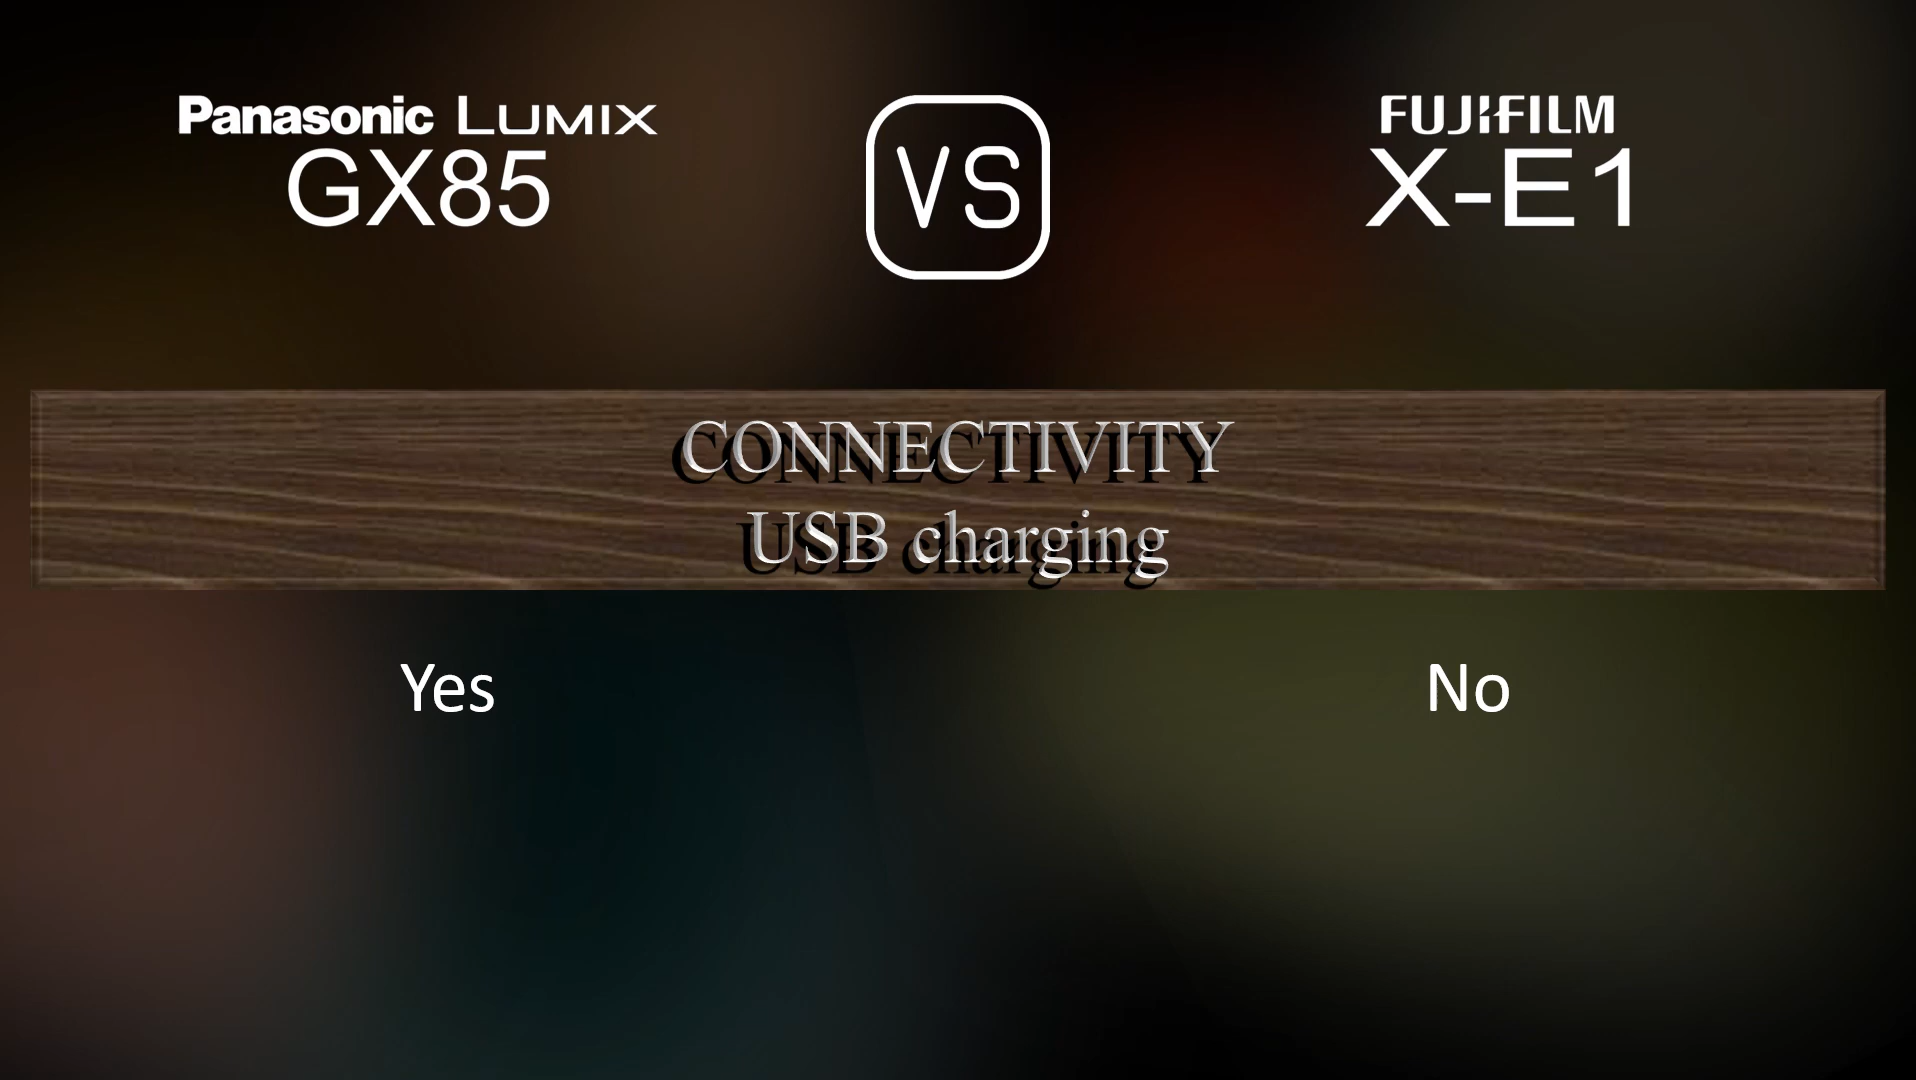 Panasonic LUMIX
GX85
VS
FUJIFILM
X-E1
CONNECTIVITY
USB charging
Yes
No